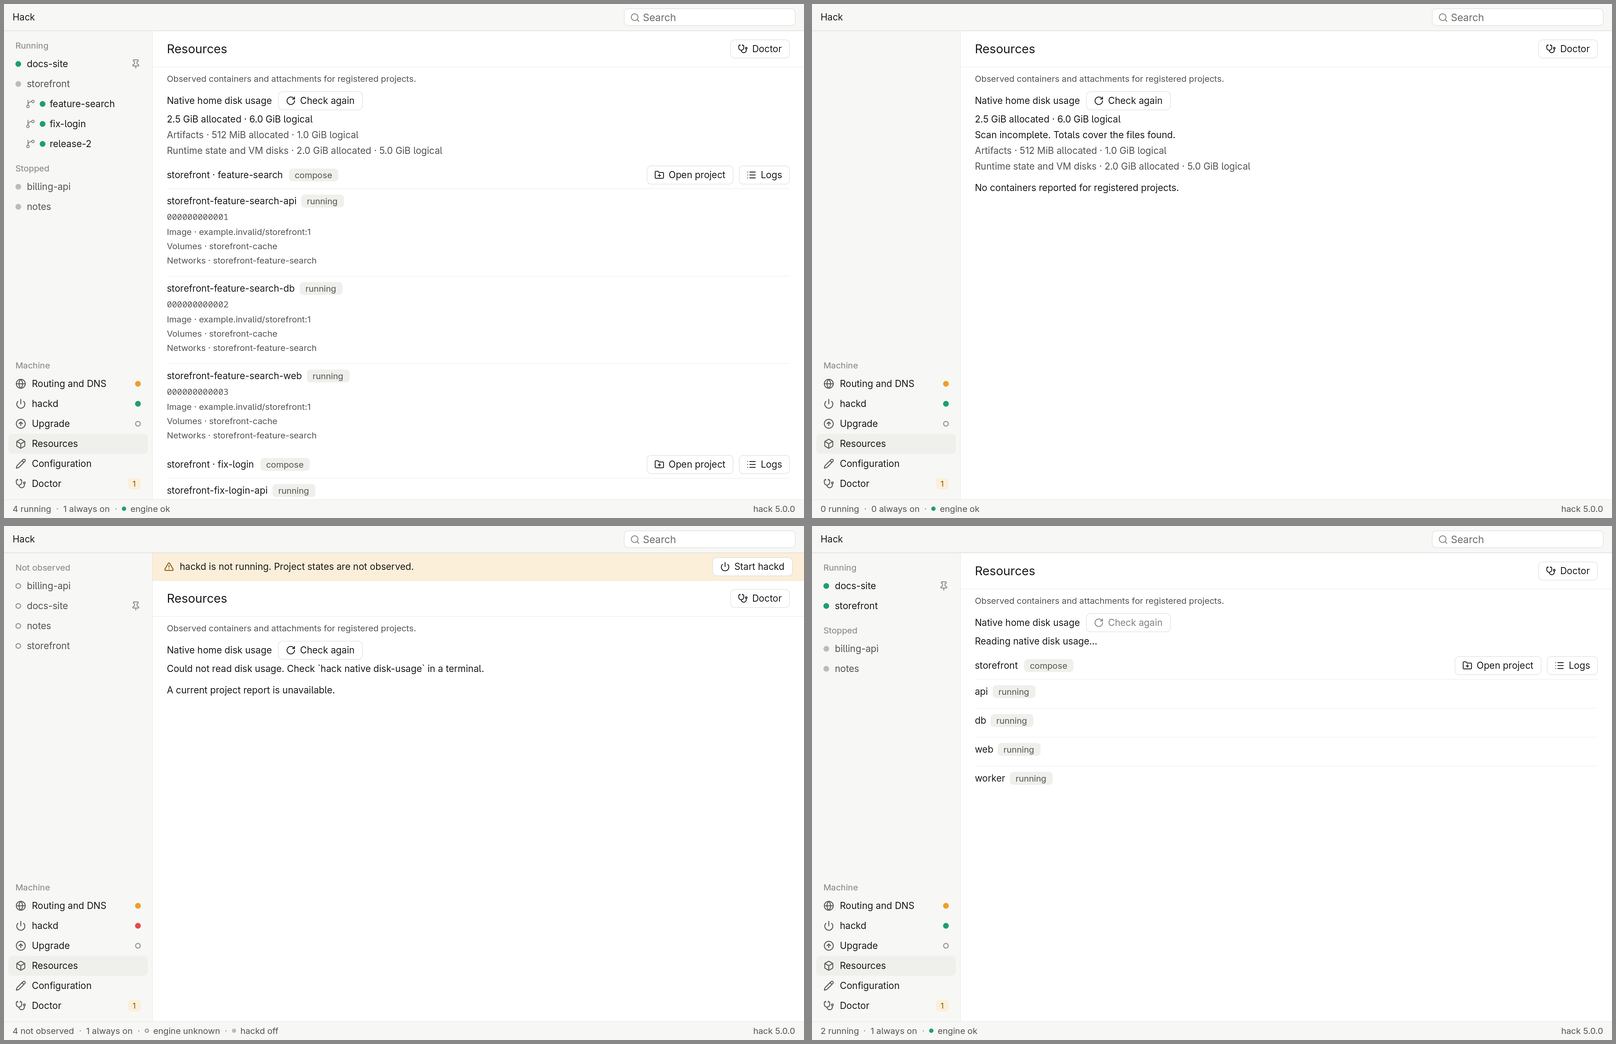 Hack
Search
Running
docs-site
storefront
feature-search
fix-login
release-2
Stopped
billing-api
notes
Machine
Routing and DNS
hackd
Upgrade
Resources
Configuration
Doctor 1
Resources
Doctor
Observed containers and attachments for registered projects.
Native home disk usage Check again
2.5 GiB allocated · 6.0 GiB logical
Artifacts · 512 MiB allocated · 1.0 GiB logical
Runtime state and VM disks · 2.0 GiB allocated · 5.0 GiB logical
storefront · feature-search compose Open project Logs
storefront-feature-search-api running
000000000001
Image · example.invalid/storefront:1
Volumes · storefront-cache
Networks · storefront-feature-search
storefront-feature-search-db running
000000000002
Image · example.invalid/storefront:1
Volumes · storefront-cache
Networks · storefront-feature-search
storefront-feature-search-web running
000000000003
Image · example.invalid/storefront:1
Volumes · storefront-cache
Networks · storefront-feature-search
storefront · fix-login compose Open project Logs
storefront-fix-login-api running
4 running · 1 always on · engine ok
hack 5.0.0
Hack
Search
Machine
Routing and DNS
hackd
Upgrade
Resources
Configuration
Doctor 1
Resources
Doctor
Observed containers and attachments for registered projects.
Native home disk usage Check again
2.5 GiB allocated · 6.0 GiB logical
Scan incomplete. Totals cover the files found.
Artifacts · 512 MiB allocated · 1.0 GiB logical
Runtime state and VM disks · 2.0 GiB allocated · 5.0 GiB logical
No containers reported for registered projects.
0 running · 0 always on · engine ok
hack 5.0.0
Hack
Search
Not observed
billing-api
docs-site
notes
storefront
Machine
Routing and DNS
hackd
Upgrade
Resources
Configuration
Doctor 1
hackd is not running. Project states are not observed.
Start hackd
Resources
Doctor
Observed containers and attachments for registered projects.
Native home disk usage Check again
Could not read disk usage. Check `hack native disk-usage` in a terminal.
A current project report is unavailable.
4 not observed · 1 always on · engine unknown · hackd off
hack 5.0.0
Hack
Search
Running
docs-site
storefront
Stopped
billing-api
notes
Machine
Routing and DNS
hackd
Upgrade
Resources
Configuration
Doctor 1
Resources
Doctor
Observed containers and attachments for registered projects.
Native home disk usage Check again
Reading native disk usage...
storefront compose Open project Logs
api running
db running
web running
worker running
2 running · 1 always on · engine ok
hack 5.0.0